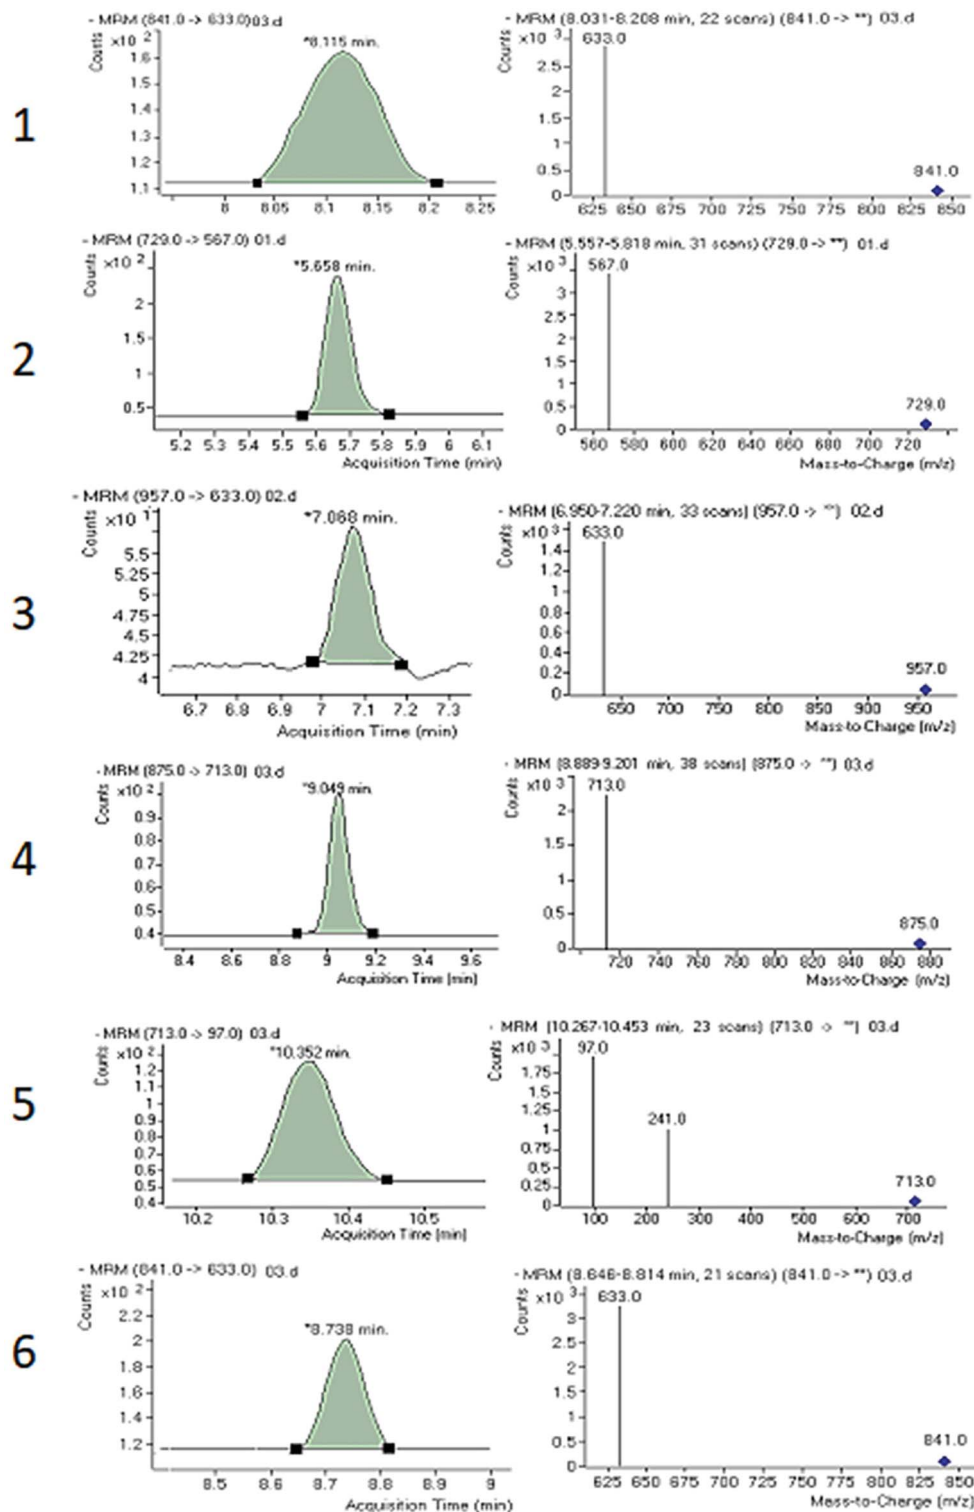 1
- MRM (841.0 -> 633.0)03.d
Counts
x10 2
*8.115 min.
1.6
1.5
1.4
1.3
1.2
1.1
8 8.05 8.1 8.15 8.2 8.25
- MRM (8.031-8.208 min, 22 scans) (841.0 -> **) 03.d
Counts
x10 3
633.0
2.5
2
1.5
1
0.5
0
841.0
625 650 675 700 725 750 775 800 825 850
2
- MRM (729.0 -> 567.0) 01.d
Counts
x10 2
*5.658 min.
2
1.5
1
0.5
5.2 5.3 5.4 5.5 5.6 5.7 5.8 5.9 6 6.1
Acquisition Time (min)
- MRM (5.557-5.818 min, 31 scans) (729.0 -> **) 01.d
Counts
x10 3
567.0
3
2.5
2
1.5
1
0.5
0
729.0
560 580 600 620 640 660 680 700 720
Mass-to-Charge (m/z)
3
- MRM (957.0 -> 633.0) 02.d
Counts
x10 1
*7.068 min.
5.5
5.25
5
4.75
4.5
4.25
4
6.7 6.8 6.9 7 7.1 7.2 7.3
Acquisition Time (min)
- MRM (6.950-7.220 min, 33 scans) (957.0 -> **) 02.d
Counts
x10 3
633.0
1.4
1.2
1
0.8
0.6
0.4
0.2
0
957.0
650 700 750 800 850 900 950
Mass-to-Charge (m/z)
4
- MRM (875.0 -> 713.0) 03.d
Counts
x10 2
*9.049 min.
0.9
0.8
0.7
0.6
0.5
0.4
8.4 8.6 8.8 9 9.2 9.4 9.6
Acquisition Time (min)
- MRM (8.889-9.201 min, 38 scans) (875.0 -> **) 03.d
Counts
x10 3
713.0
2
1.5
1
0.5
0
875.0
720 740 760 780 800 820 840 860 880
Mass-to-Charge (m/z)
5
- MRM (713.0 -> 97.0) 03.d
Counts
x10 2
*10.352 min.
1.2
1.1
1
0.9
0.8
0.7
0.6
0.5
0.4
10.2 10.3 10.4 10.5
Acquisition Time (min)
- MRM (10.267-10.453 min, 23 scans) (713.0 -> **) 03.d
Counts
x10 3
97.0
1.75
1.5
1.25
1
0.75
0.5
0.25
0
241.0
713.0
100 200 300 400 500 600 700
Mass-to-Charge (m/z)
6
- MRM (841.0 -> 633.0) 03.d
Counts
x10 2
*8.738 min.
2.2
2
1.8
1.6
1.4
1.2
8.5 8.6 8.7 8.8 8.9 9
Acquisition Time (min)
- MRM (8.646-8.814 min, 21 scans) (841.0 -> **) 03.d
Counts
x10 3
633.0
3
2.5
2
1.5
1
0.5
0
841.0
625 650 675 700 725 750 775 800 825 850
Mass-to-Charge (m/z)